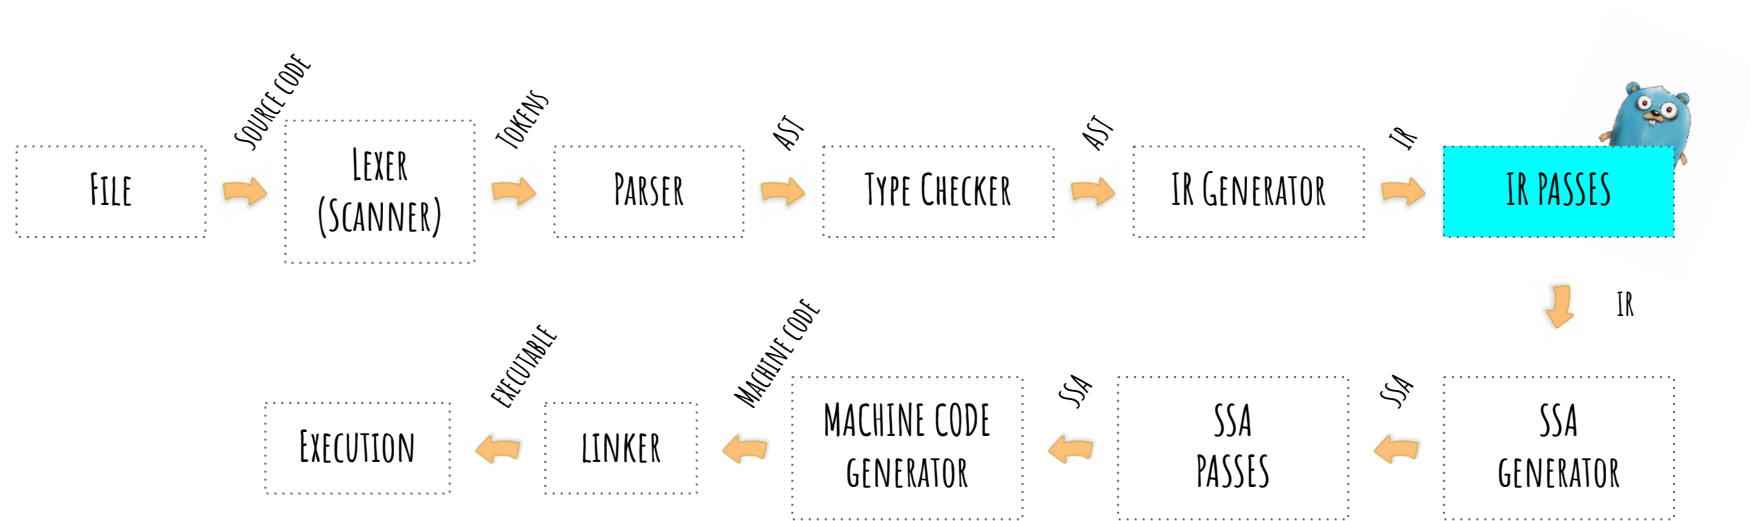 File
Source code
Lexer
(Scanner)
Tokens
Parser
AST
Type Checker
AST
IR Generator
IR
IR PASSES
IR
SSA
GENERATOR
SSA
SSA
PASSES
SSA
MACHINE CODE
GENERATOR
Machine code
LINKER
EXECUTABLE
Execution